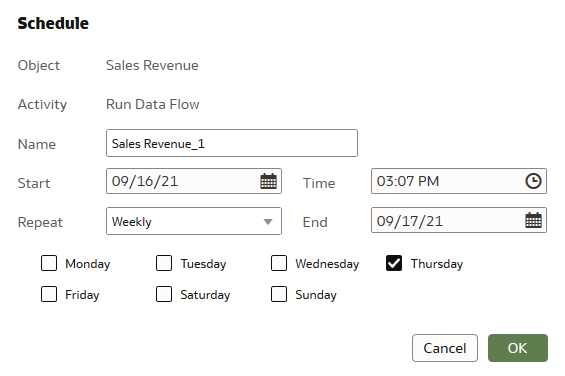 Schedule
Object Sales Revenue
Activity Run Data Flow
Name Sales Revenue_1
Start 09/16/21 Time 03:07 PM
Repeat Weekly End 09/17/21
Monday Tuesday Wednesday Thursday
Friday Saturday Sunday
Cancel OK